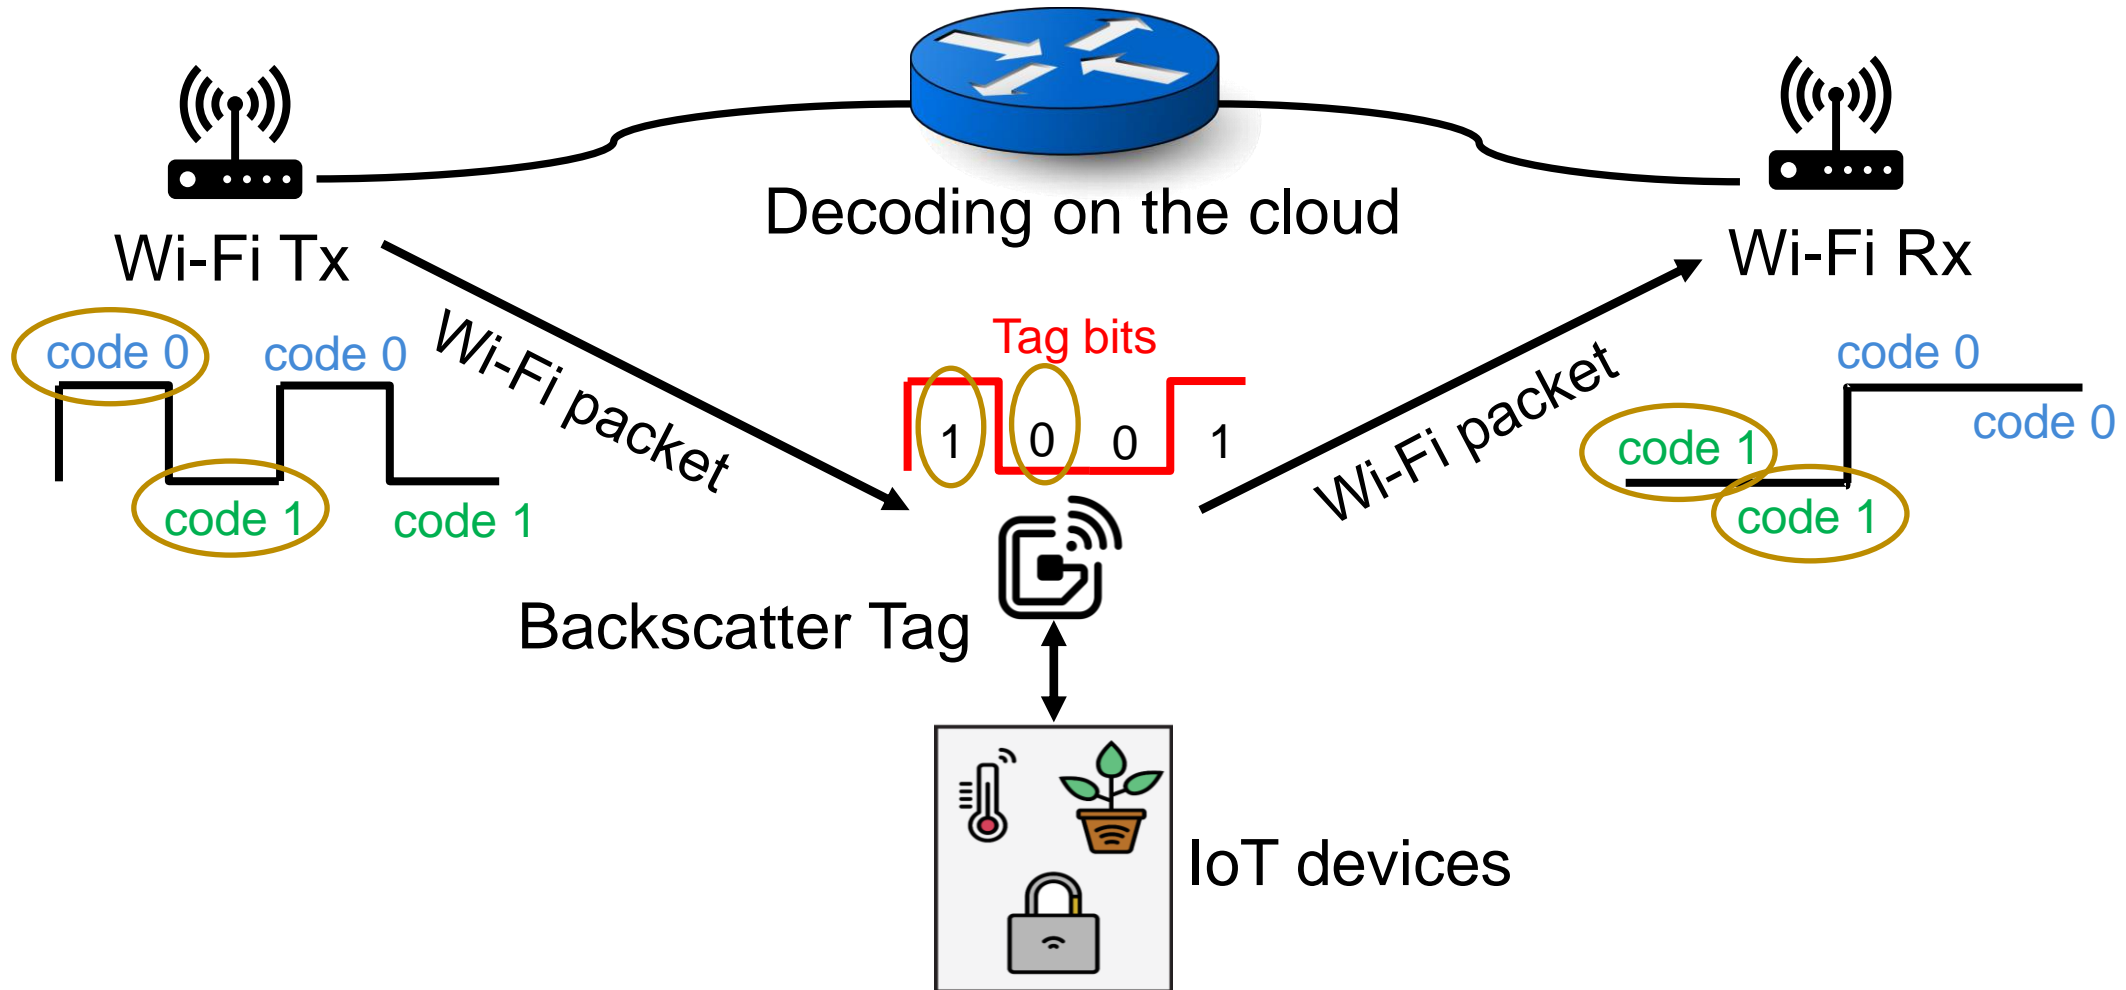 Decoding on the cloud
Wi-Fi Tx
Wi-Fi Rx
code 0
code 0
code 1
code 1
Wi-Fi packet
Tag bits
1 0 0 1
Wi-Fi packet
code 0
code 0
code 1
code 1
Backscatter Tag
IoT devices